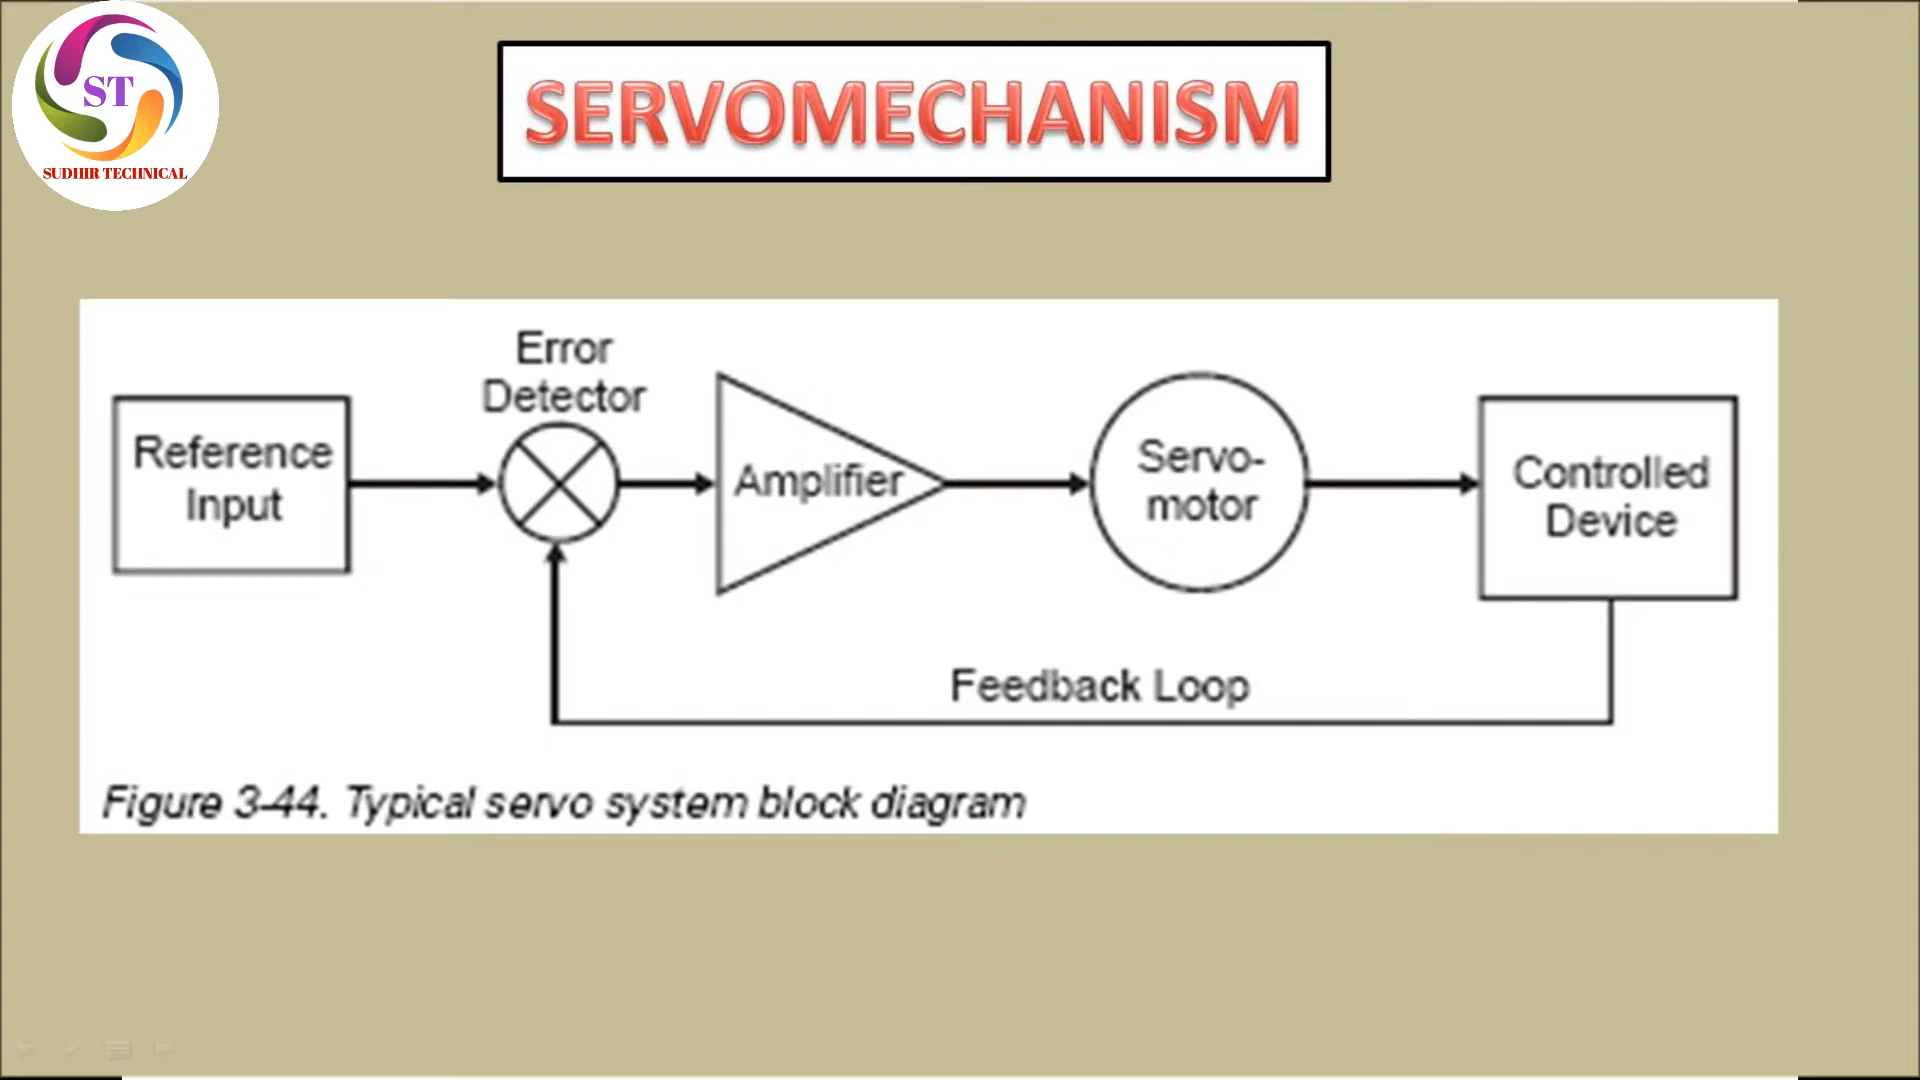 ST
SUDHIR TECHNICAL
SERVOMECHANISM
Error
Detector
Reference
Input
Amplifier
Servo-
motor
Controlled
Device
Feedback Loop
Figure 3-44. Typical servo system block diagram